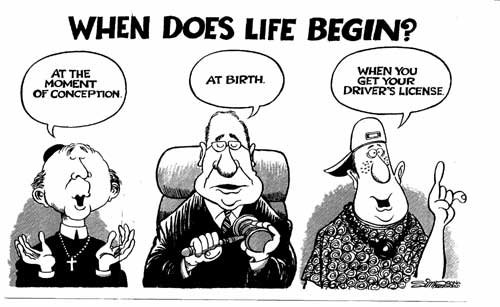 WHEN DOES LIFE BEGIN?
AT THE
MOMENT
OF CONCEPTION.
AT BIRTH.
WHEN YOU
GET YOUR
DRIVER'S LICENSE.